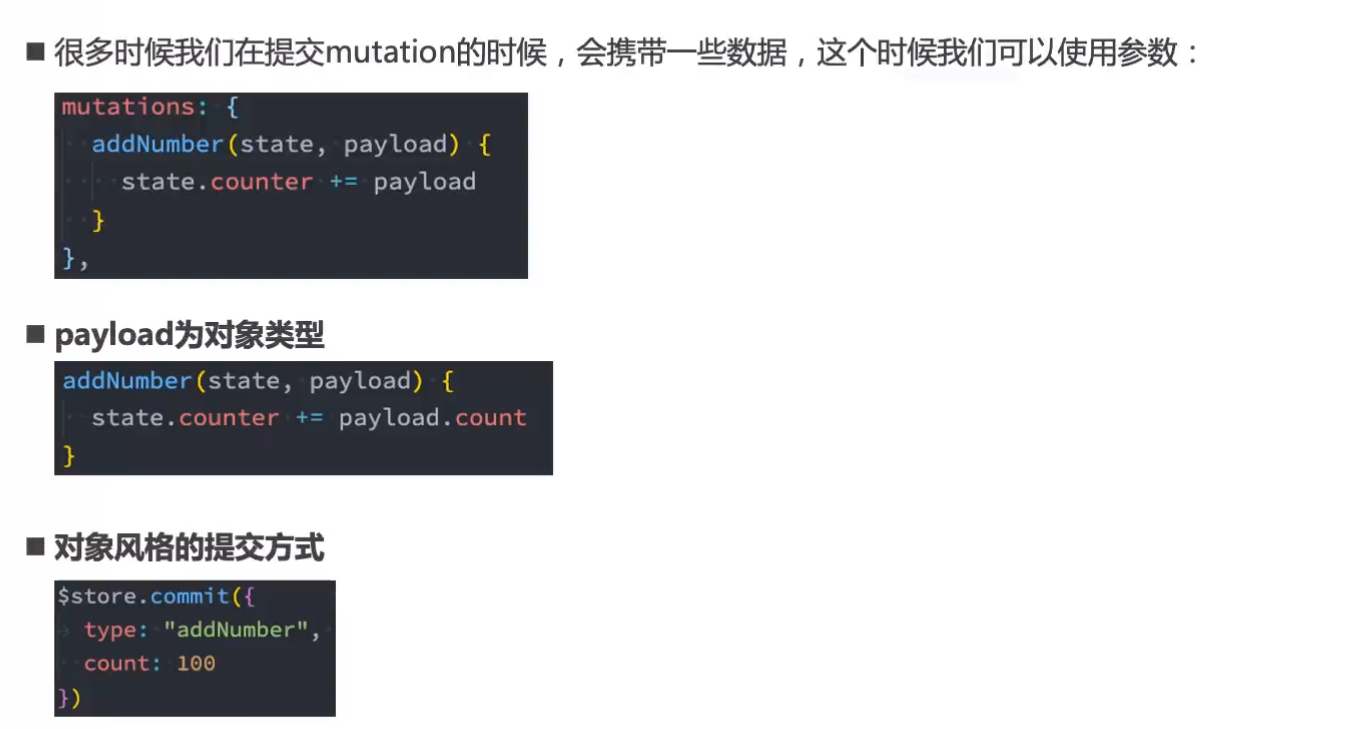 ■ 很多时候我们在提交mutation的时候，会携带一些数据，这个时候我们可以使用参数：
mutations: {
  addNumber(state, payload) {
    state.counter += payload
  }
},
■ payload为对象类型
addNumber(state, payload) {
  state.counter += payload.count
}
■ 对象风格的提交方式
$store.commit({
  type: "addNumber",
  count: 100
})